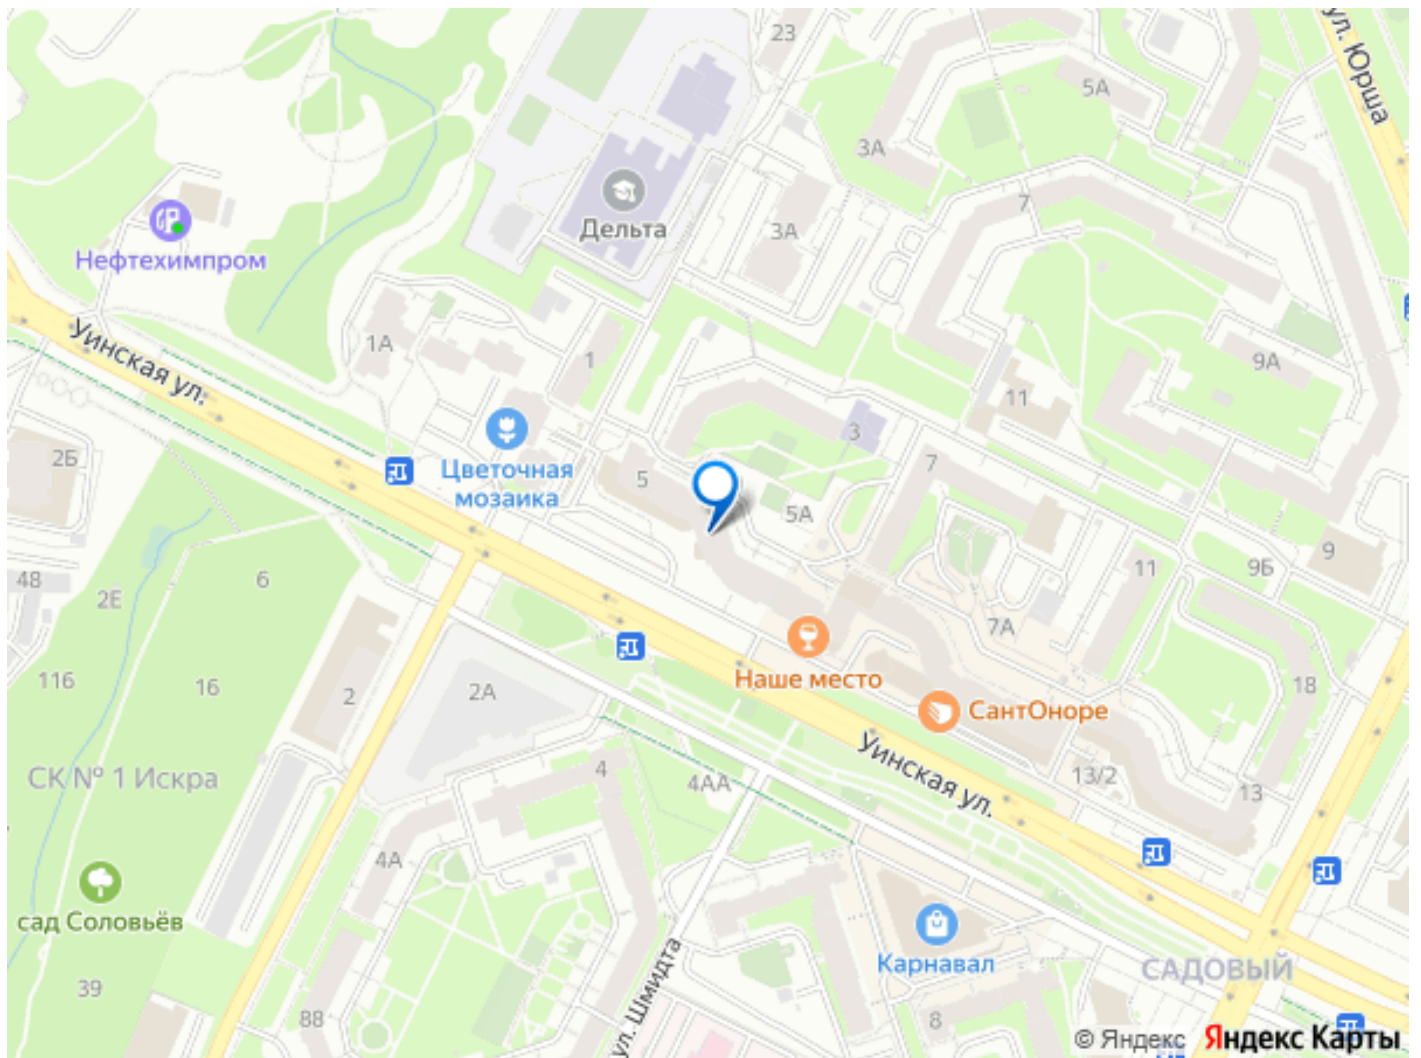 23
ул. Юрша
5А
3А
Дельта
7
3А
Нефтехимпром
Уинская ул.
1А
1
9А
11
3
Цветочная
мозаика
2Б
5
7
5А
48
2Е
6
11
9Б
9
7А
116
16
2
2А
Наше место
18
СантОноре
СК № 1 Искра
4
4АА
Уинская ул.
13/2
13
4А
сад Соловьёв
Карнавал
САДОВЫЙ
39
88
ул. Шмидта
8
© Яндекс Яндекс Карты